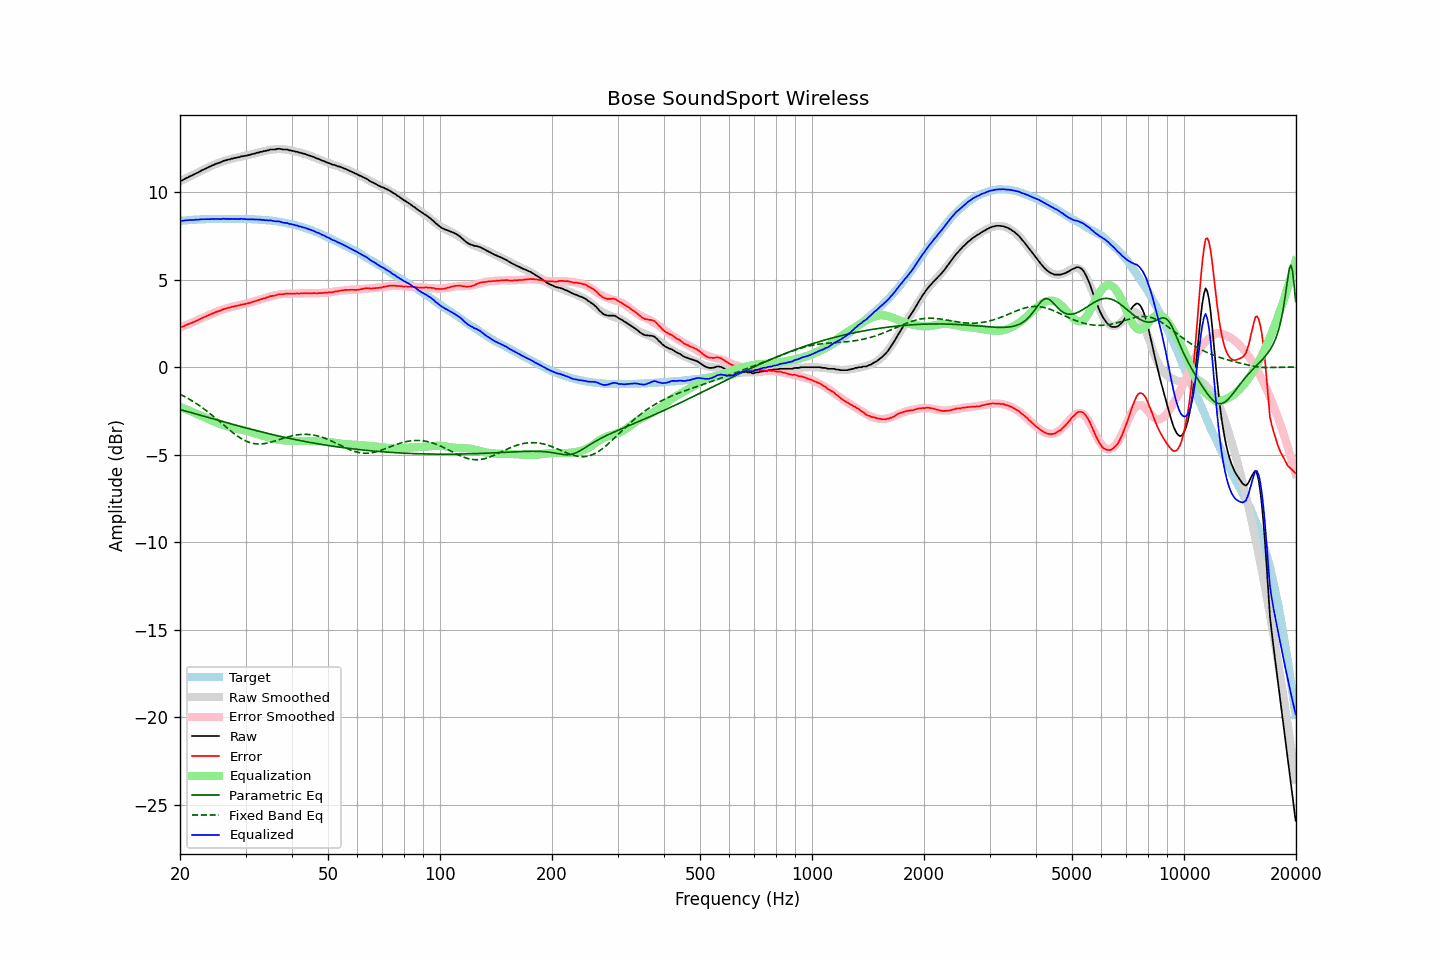 Bose SoundSport Wireless
Amplitude (dBr)
10
5
0
−5
−10
−15
−20
−25
Target
Raw Smoothed
Error Smoothed
Raw
Error
Equalization
Parametric Eq
Fixed Band Eq
Equalized
20 50 100 200 500 1000 2000 5000 10000 20000
Frequency (Hz)